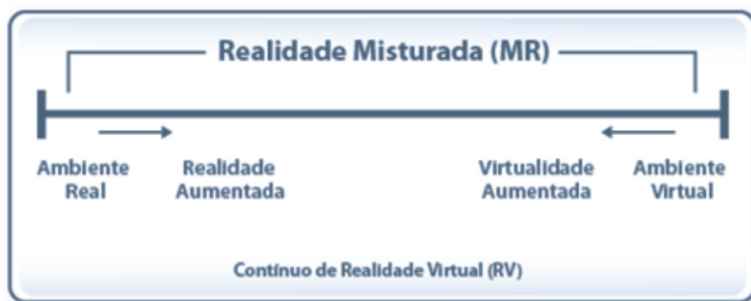 Realidade Misturada (MR)
Ambiente Real
Realidade Aumentada
Virtualidade Aumentada
Ambiente Virtual
Contínuo de Realidade Virtual (RV)